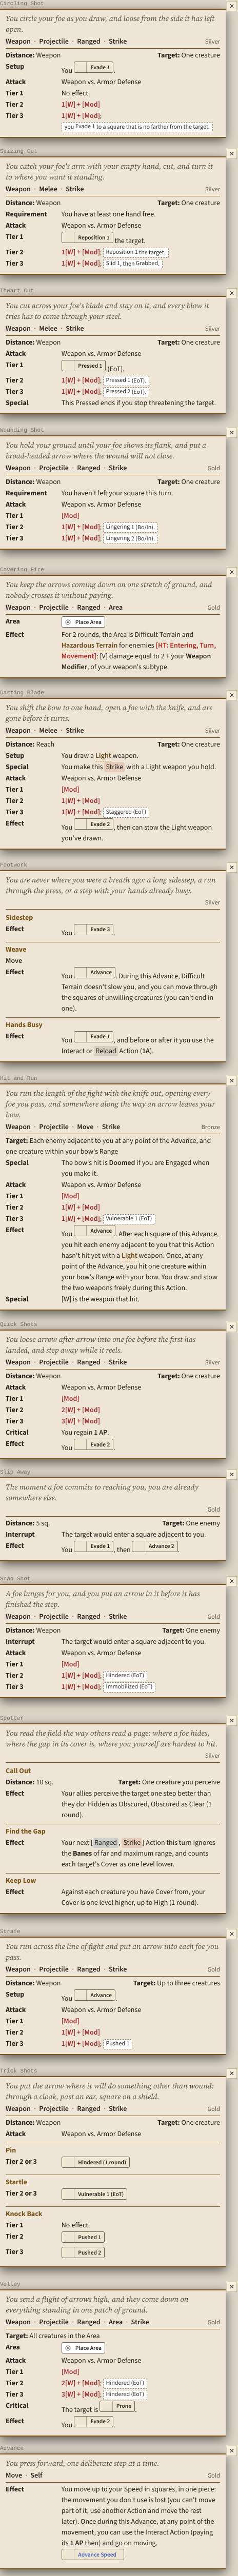 Circling Shot
You circle your foe as you draw, and loose from the side it has left
open.
Weapon · Projectile · Ranged · Strike Silver
Distance: Weapon Target: One creature
Setup You Evade 1.
Attack Weapon vs. Armor Defense
Tier 1 No effect.
Tier 2 1[W] + [Mod]
Tier 3 1[W] + [Mod];
you Evade 1 to a square that is no farther from the target.
Seizing Cut
You catch your foe's arm with your empty hand, cut, and turn it
to where you want it standing.
Weapon · Melee · Strike Silver
Distance: Weapon Target: One creature
Requirement You have at least one hand free.
Attack Weapon vs. Armor Defense
Tier 1 Reposition 1 the target.
Tier 2 1[W] + [Mod]; Reposition 1 the target.
Tier 3 1[W] + [Mod]; Slid 1, then Grabbed.
Thwart Cut
You cut across your foe's blade and stay on it, and every blow it
tries has to come through your steel.
Weapon · Melee · Strike Silver
Distance: Weapon Target: One creature
Attack Weapon vs. Armor Defense
Tier 1 Pressed 1 (EoT).
Tier 2 1[W] + [Mod]; Pressed 1 (EoT).
Tier 3 1[W] + [Mod]; Pressed 2 (EoT).
Special This Pressed ends if you stop threatening the target.
Wounding Shot
You hold your ground until your foe shows its flank, and put a
broad-headed arrow where the wound will not close.
Weapon · Projectile · Ranged · Strike Gold
Distance: Weapon Target: One creature
Requirement You haven't left your square this turn.
Attack Weapon vs. Armor Defense
Tier 1 [Mod]
Tier 2 1[W] + [Mod]; Lingering 1 (Bo/In).
Tier 3 1[W] + [Mod]; Lingering 2 (Bo/In).
Covering Fire
You keep the arrows coming down on one stretch of ground, and
nobody crosses it without paying.
Weapon · Projectile · Ranged · Area Gold
Area Place Area
Effect For 2 rounds, the Area is Difficult Terrain and
Hazardous Terrain for enemies [HT: Entering, Turn,
Movement]: [V] damage equal to 2 + your Weapon
Modifier, of your weapon's subtype.
Darting Blade
You shift the bow to one hand, open a foe with the knife, and are
gone before it turns.
Weapon · Melee · Strike Silver
Distance: Reach Target: One creature
Setup You draw a Light weapon.
Special You make this Strike with a Light weapon you hold.
Attack Weapon vs. Armor Defense
Tier 1 [Mod]
Tier 2 1[W] + [Mod]
Tier 3 1[W] + [Mod]; Staggered (EoT)
Effect You Evade 2, then can stow the Light weapon
you've drawn.
Footwork
You are never where you were a breath ago: a long sidestep, a run
through the press, or a step with your hands already busy.
Silver
Sidestep
Effect You Evade 3.
Weave
Move
Effect You Advance. During this Advance, Difficult
Terrain doesn't slow you, and you can move through
the squares of unwilling creatures (you can't end in
one).
Hands Busy
Effect You Evade 1, and before or after it you use the
Interact or Reload Action (1A).
Hit and Run
You run the length of the fight with the knife out, opening every
foe you pass, and somewhere along the way an arrow leaves your
bow.
Weapon · Projectile · Move · Strike Bronze
Target: Each enemy adjacent to you at any point of the Advance, and
one creature within your bow's Range
Special The bow's hit is Doomed if you are Engaged when
you make it.
Attack Weapon vs. Armor Defense
Tier 1 [Mod]
Tier 2 1[W] + [Mod]
Tier 3 1[W] + [Mod]; Vulnerable 1 (EoT)
Effect You Advance. After each square of this Advance,
you hit each enemy adjacent to you that this Action
hasn't hit yet with a Light weapon. Once, at any
point of the Advance, you hit one creature within
your bow's Range with your bow. You draw and stow
the two weapons freely during this Action.
Special [W] is the weapon that hit.
Quick Shots
You loose arrow after arrow into one foe before the first has
landed, and step away while it reels.
Weapon · Projectile · Ranged · Strike Silver
Distance: Weapon Target: One creature
Attack Weapon vs. Armor Defense
Tier 1 [Mod]
Tier 2 2[W] + [Mod]
Tier 3 3[W] + [Mod]
Critical You regain 1 AP.
Effect You Evade 2.
Slip Away
The moment a foe commits to reaching you, you are already
somewhere else.
Gold
Distance: 5 sq. Target: One enemy
Interrupt The target would enter a square adjacent to you.
Effect You Evade 1, then Advance 2.
Snap Shot
A foe lunges for you, and you put an arrow in it before it has
finished the step.
Weapon · Projectile · Ranged · Strike Gold
Distance: Weapon Target: One enemy
Interrupt The target would enter a square adjacent to you.
Tier 1 [Mod]
Tier 2 1[W] + [Mod]; Hindered (EoT)
Tier 3 1[W] + [Mod]; Immobilized (EoT)
Spotter
You read the field the way others read a page: where a foe hides,
where the gap in its cover is, where you yourself are hardest to hit.
Silver
Call Out
Distance: 10 sq. Target: One creature you perceive
Effect Your allies perceive the target one step better than
they do: Hidden as Obscured, Obscured as Clear (1
round).
Find the Gap
Effect Your next [ Ranged, Strike ] Action this turn ignores
the Banes of far and maximum range, and counts
each target's Cover as one level lower.
Keep Low
Effect Against each creature you have Cover from, your
Cover is one level higher, up to High (1 round).
Strafe
You run across the line of fight and put an arrow into each foe you
pass.
Weapon · Projectile · Ranged · Strike Gold
Distance: Weapon Target: Up to three creatures
Setup You Advance.
Attack Weapon vs. Armor Defense
Tier 1 [Mod]
Tier 2 1[W] + [Mod]
Tier 3 1[W] + [Mod]; Pushed 1
Trick Shots
You put the arrow where it will do something other than wound:
through a cloak, past an ear, square on a shield.
Weapon · Projectile · Ranged · Strike Gold
Distance: Weapon Target: One creature
Attack Weapon vs. Armor Defense
Pin
Tier 2 or 3 Hindered (1 round)
Startle
Tier 2 or 3 Vulnerable 1 (EoT)
Knock Back
Tier 1 No effect.
Tier 2 Pushed 1
Tier 3 Pushed 2
Volley
You send a flight of arrows high, and they come down on
everything standing in one patch of ground.
Weapon · Projectile · Ranged · Area · Strike Gold
Target: All creatures in the Area
Area Place Area
Attack Weapon vs. Armor Defense
Tier 1 [Mod]
Tier 2 2[W] + [Mod]; Hindered (EoT)
Tier 3 3[W] + [Mod]; Hindered (EoT)
Critical The target is Prone.
Effect You Evade 2.
Advance
You press forward, one deliberate step at a time.
Move · Self
Effect You move up to your Speed in squares, in one piece:
the movement you don't use is lost (you can't move
part of it, use another Action and move the rest
later). Once during this Advance, at any point of the
movement, you can use the Interact Action (paying
its 1 AP then) and go on moving.
Advance Speed